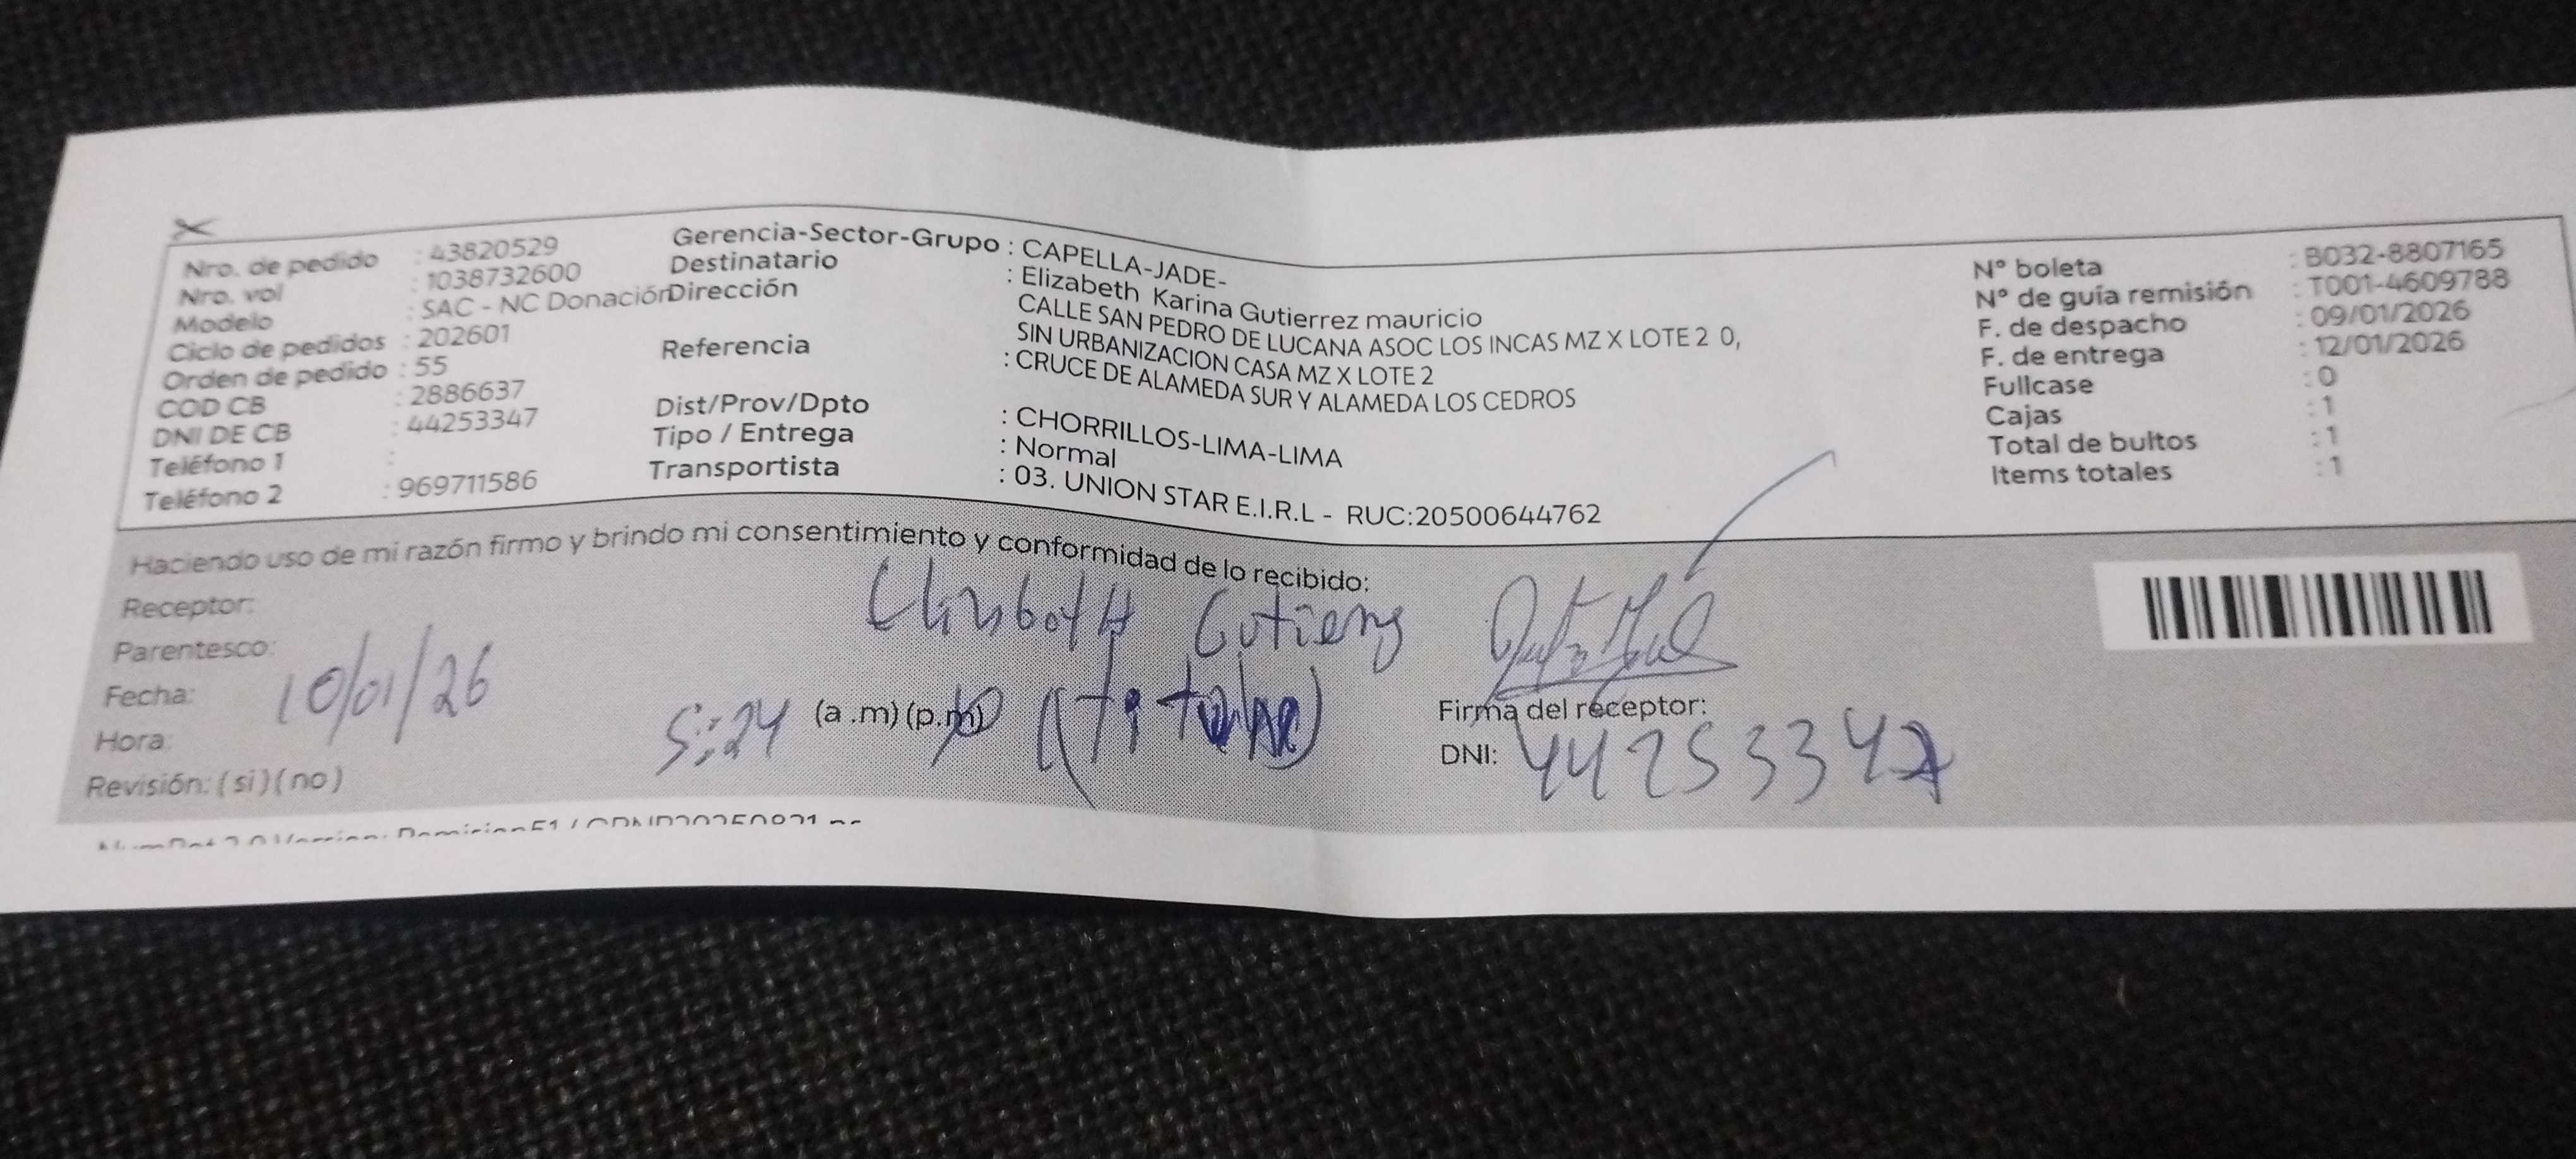 Nro. de pedido : 43820529
Nro. vol : 1038732600
Modelo : SAC - NC Donación
Ciclo de pedidos : 202601
Orden de pedido : 55
COD CB : 2886637
DNI DE CB : 44253347
Teléfono 1 :
Teléfono 2 : 969711586
Gerencia-Sector-Grupo : CAPELLA-JADE-
Destinatario : Elizabeth Karina Gutierrez mauricio
Dirección CALLE SAN PEDRO DE LUCANA ASOC LOS INCAS MZ X LOTE 2 0,
SIN URBANIZACION CASA MZ X LOTE 2
Referencia : CRUCE DE ALAMEDA SUR Y ALAMEDA LOS CEDROS
Dist/Prov/Dpto : CHORRILLOS-LIMA-LIMA
Tipo / Entrega : Normal
Transportista : 03. UNION STAR E.I.R.L - RUC:20500644762
N° boleta : B032-8807165
N° de guía remisión : T001-4609788
F. de despacho : 09/01/2026
F. de entrega : 12/01/2026
Fullcase : 0
Cajas : 1
Total de bultos : 1
Items totales : 1
Haciendo uso de mi razón firmo y brindo mi consentimiento y conformidad de lo recibido:
Receptor:
Parentesco:
Fecha: 10/01/26
Hora: 5:24 (a .m) (p.m)
Revisión: ( si ) ( no )
Firma del receptor:
DNI: 44253347